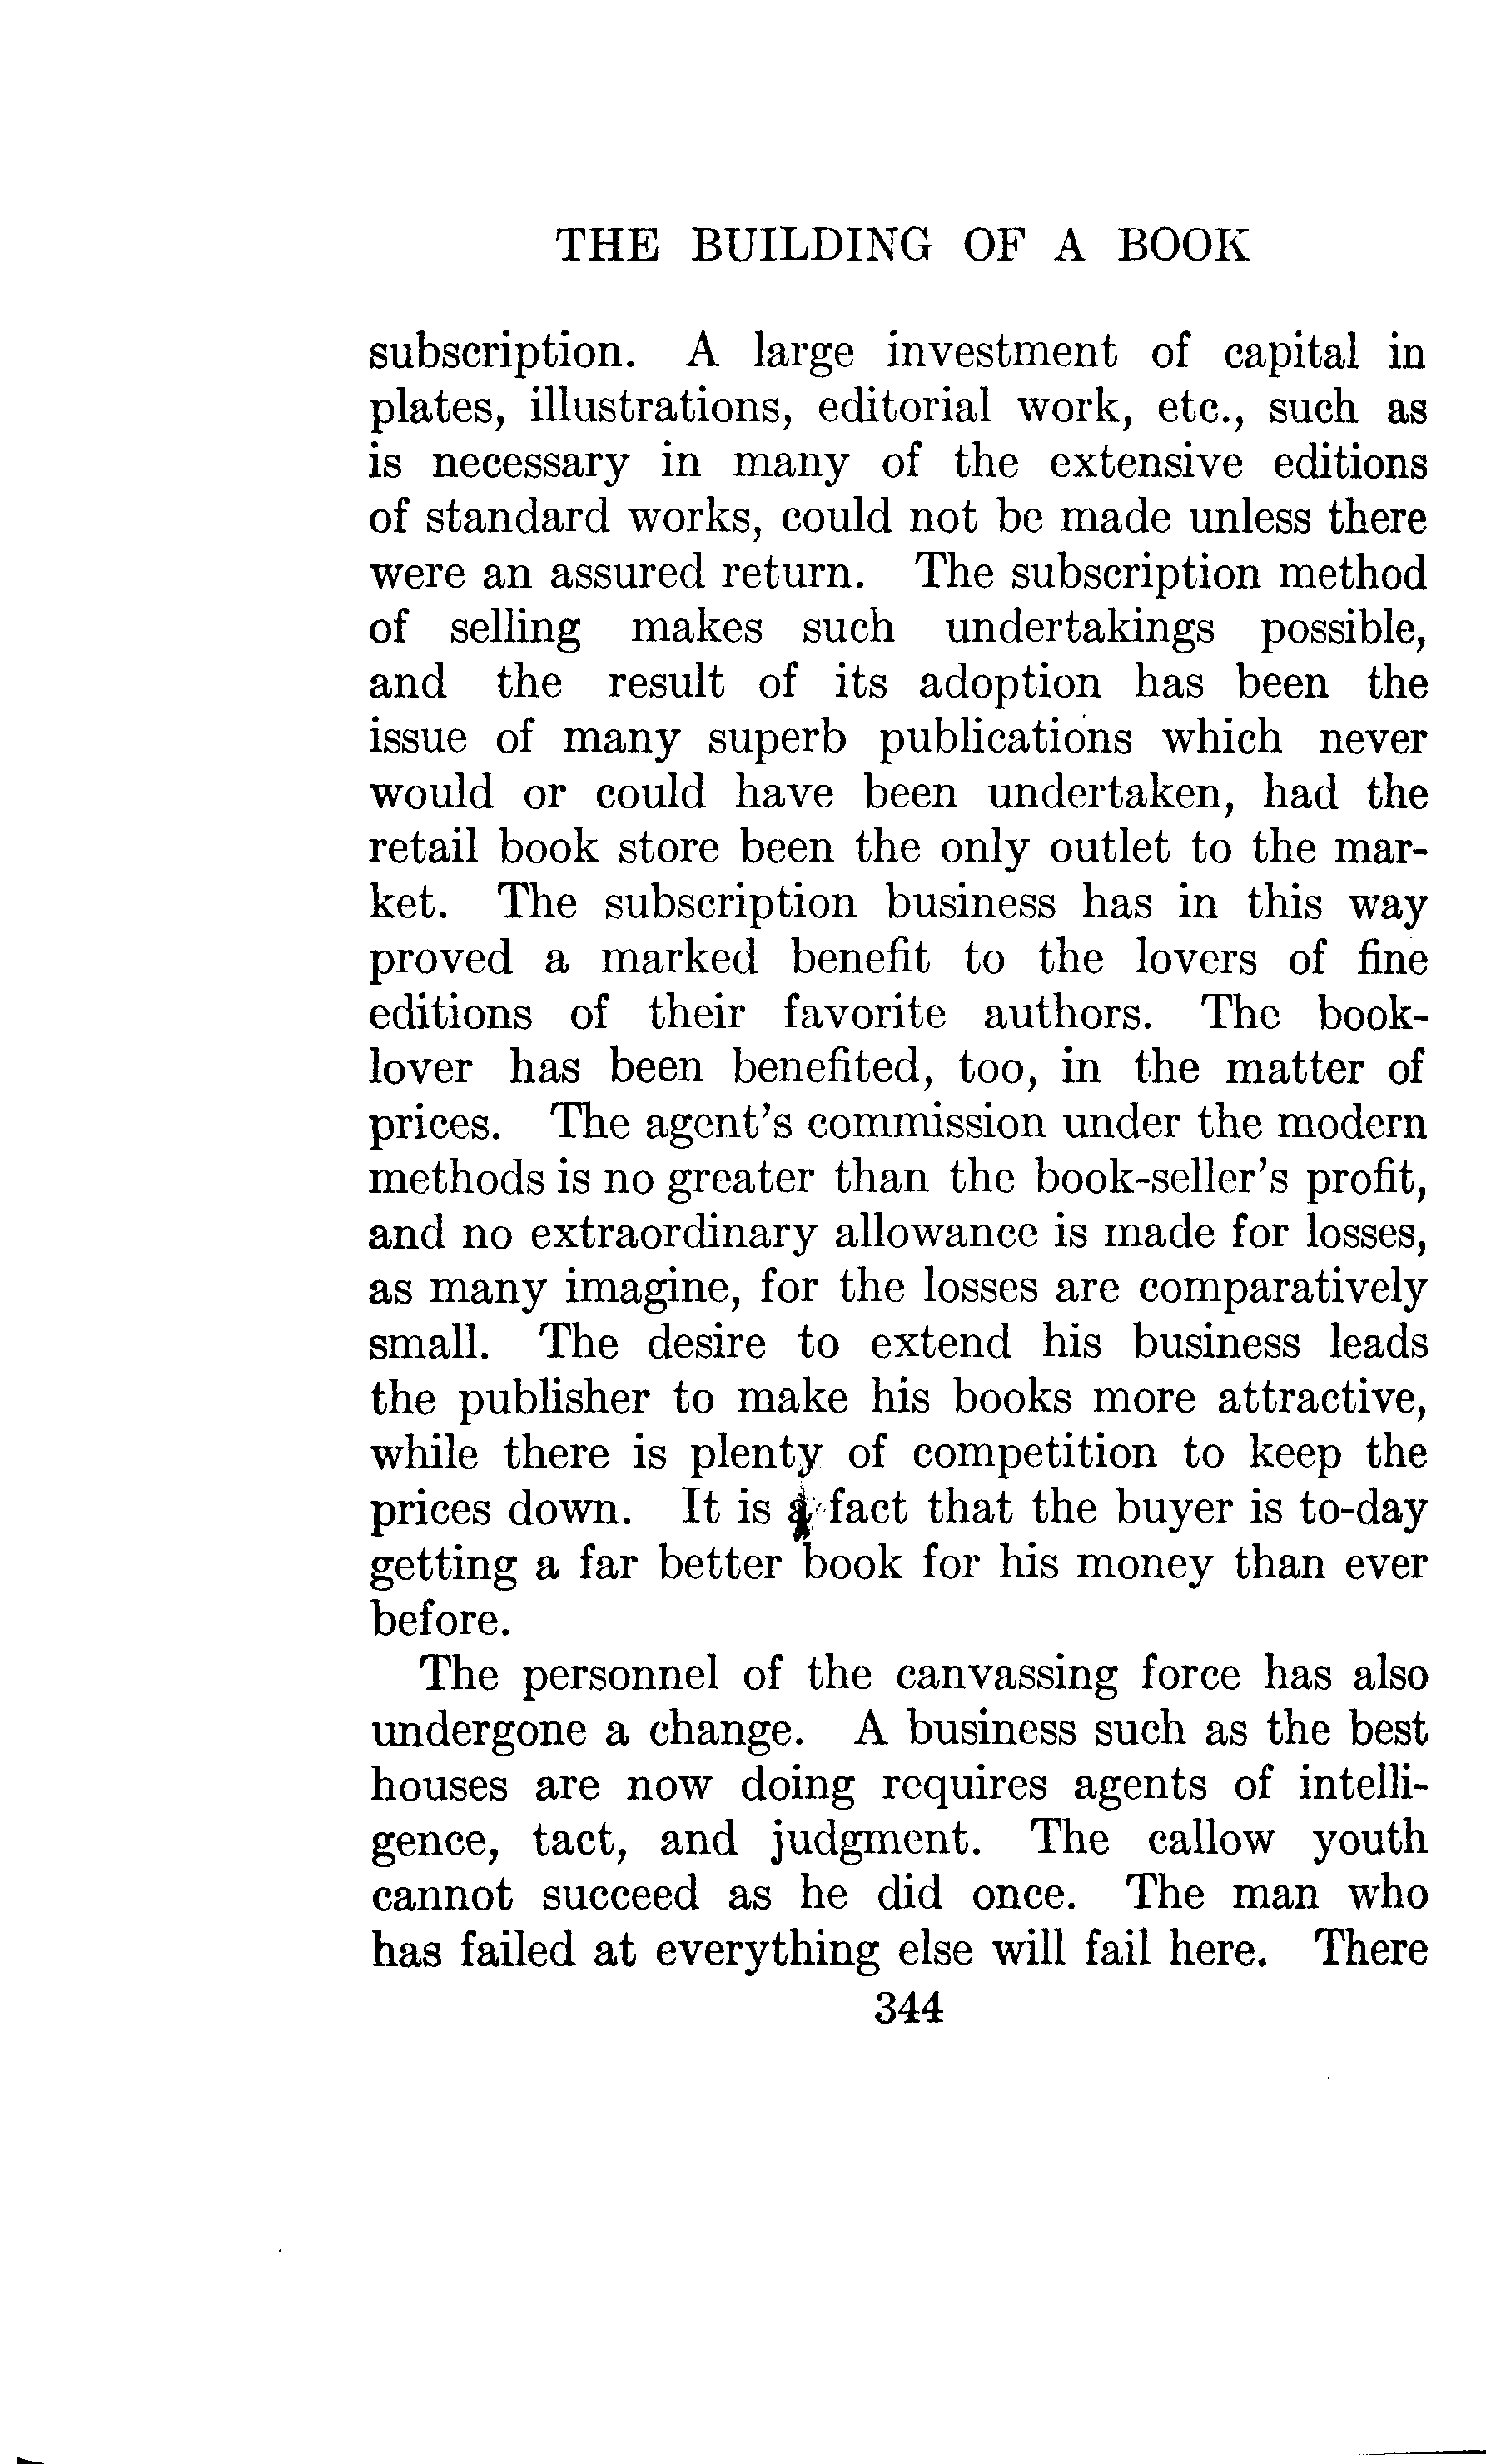 THE BUILDING OF A BOOK
subscription. A large investment of capital in
plates, illustrations, editorial work, etc., such as
is necessary in many of the extensive editions
of standard works, could not be made unless there
were an assured return. The subscription method
of selling makes such undertakings possible,
and the result of its adoption has been the
issue of many superb publications which never
would or could have been undertaken, had the
retail book store been the only outlet to the mar-
ket. The subscription business has in this way
proved a marked benefit to the lovers of fine
editions of their favorite authors. The book-
lover has been benefited, too, in the matter of
prices. The agent's commission under the modern
methods is no greater than the book-seller's profit,
and no extraordinary allowance is made for losses,
as many imagine, for the losses are comparatively
small. The desire to extend his business leads
the publisher to make his books more attractive,
while there is plenty of competition to keep the
prices down. It is a fact that the buyer is to-day
getting a far better book for his money than ever
before.
The personnel of the canvassing force has also
undergone a change. A business such as the best
houses are now doing requires agents of intelli-
gence, tact, and judgment. The callow youth
cannot succeed as he did once. The man who
has failed at everything else will fail here. There
344